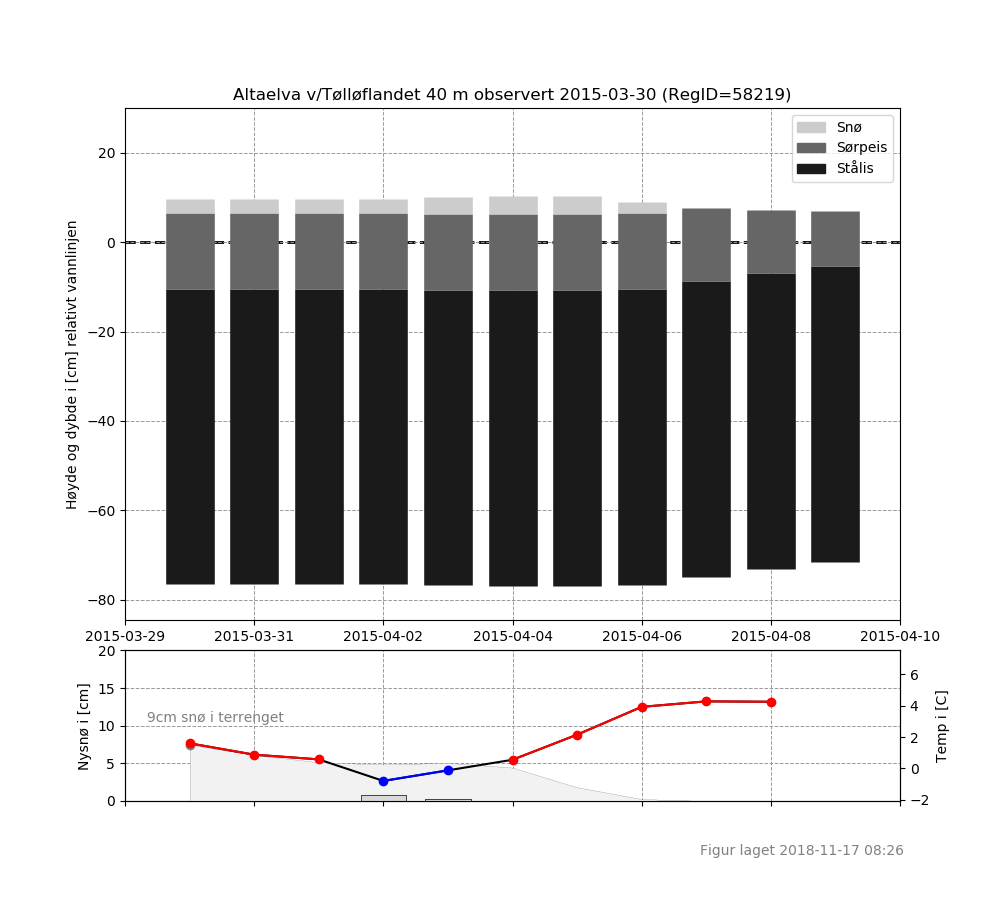 Altaelva v/Tølløflandet 40 m observert 2015-03-30 (RegID=58219)
Snø
Sørpeis
Stålis
20
0
−20
−40
−60
−80
Høyde og dybde i [cm] relativt vannlinjen
2015-03-29 2015-03-31 2015-04-02 2015-04-04 2015-04-06 2015-04-08 2015-04-10
20
15
10
5
0
Nysnø i [cm]
9cm snø i terrenget
6
4
2
0
−2
Temp i [C]
Figur laget 2018-11-17 08:26